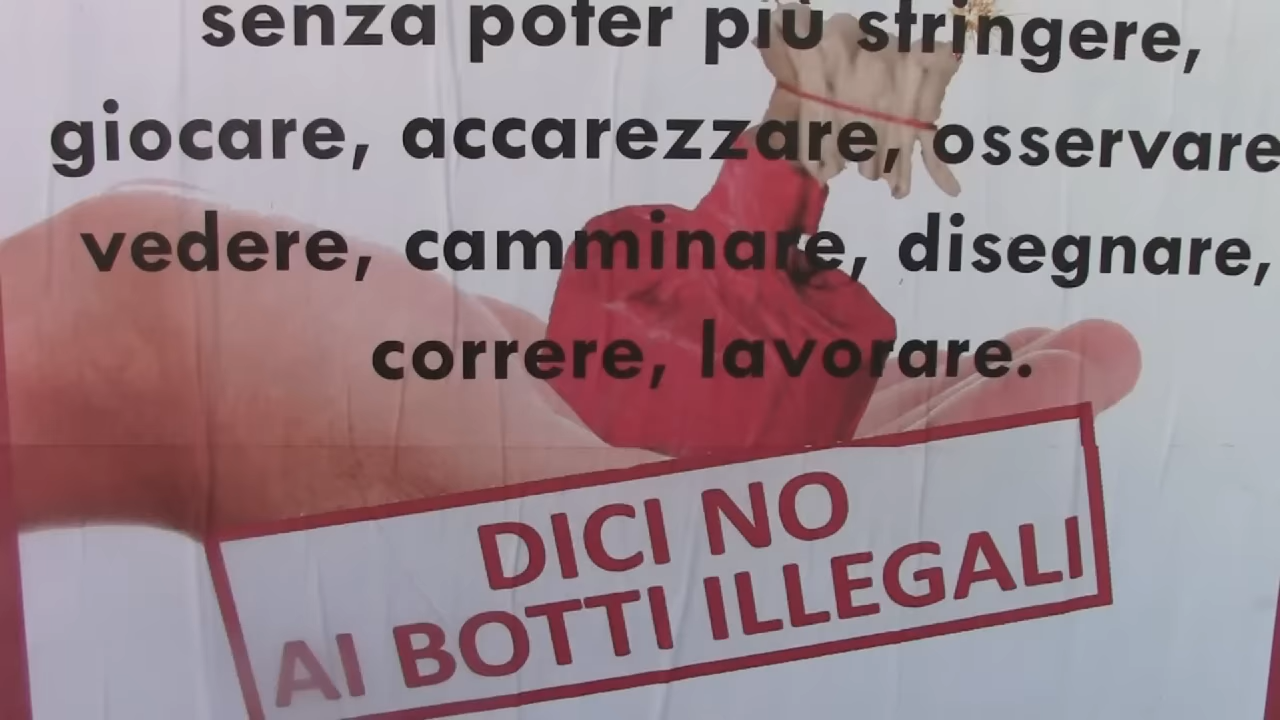 senza poter più stringere,
giocare, accarezzare, osservare
vedere, camminare, disegnare,
correre, lavorare.
DICI NO
AI BOTTI ILLEGALI